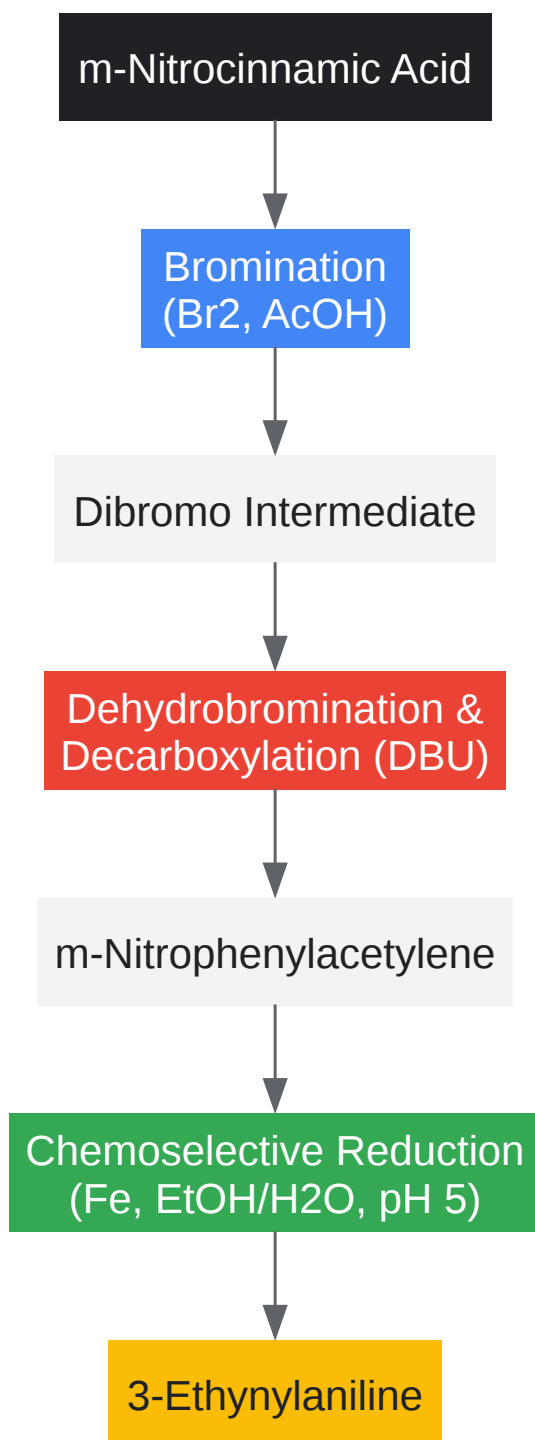 m-Nitrocinnamic Acid
Bromination
(Br2, AcOH)
Dibromo Intermediate
Dehydrobromination &
Decarboxylation (DBU)
m-Nitrophenylacetylene
Chemoselective Reduction
(Fe, EtOH/H2O, pH 5)
3-Ethynylaniline